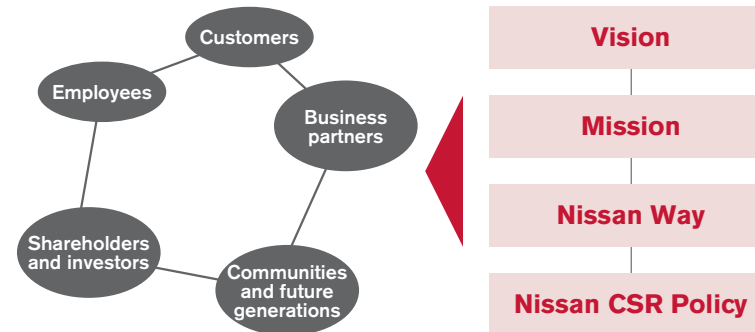 Customers
Employees
Business
partners
Shareholders
and investors
Communities
and future
generations
Vision
Mission
Nissan Way
Nissan CSR Policy